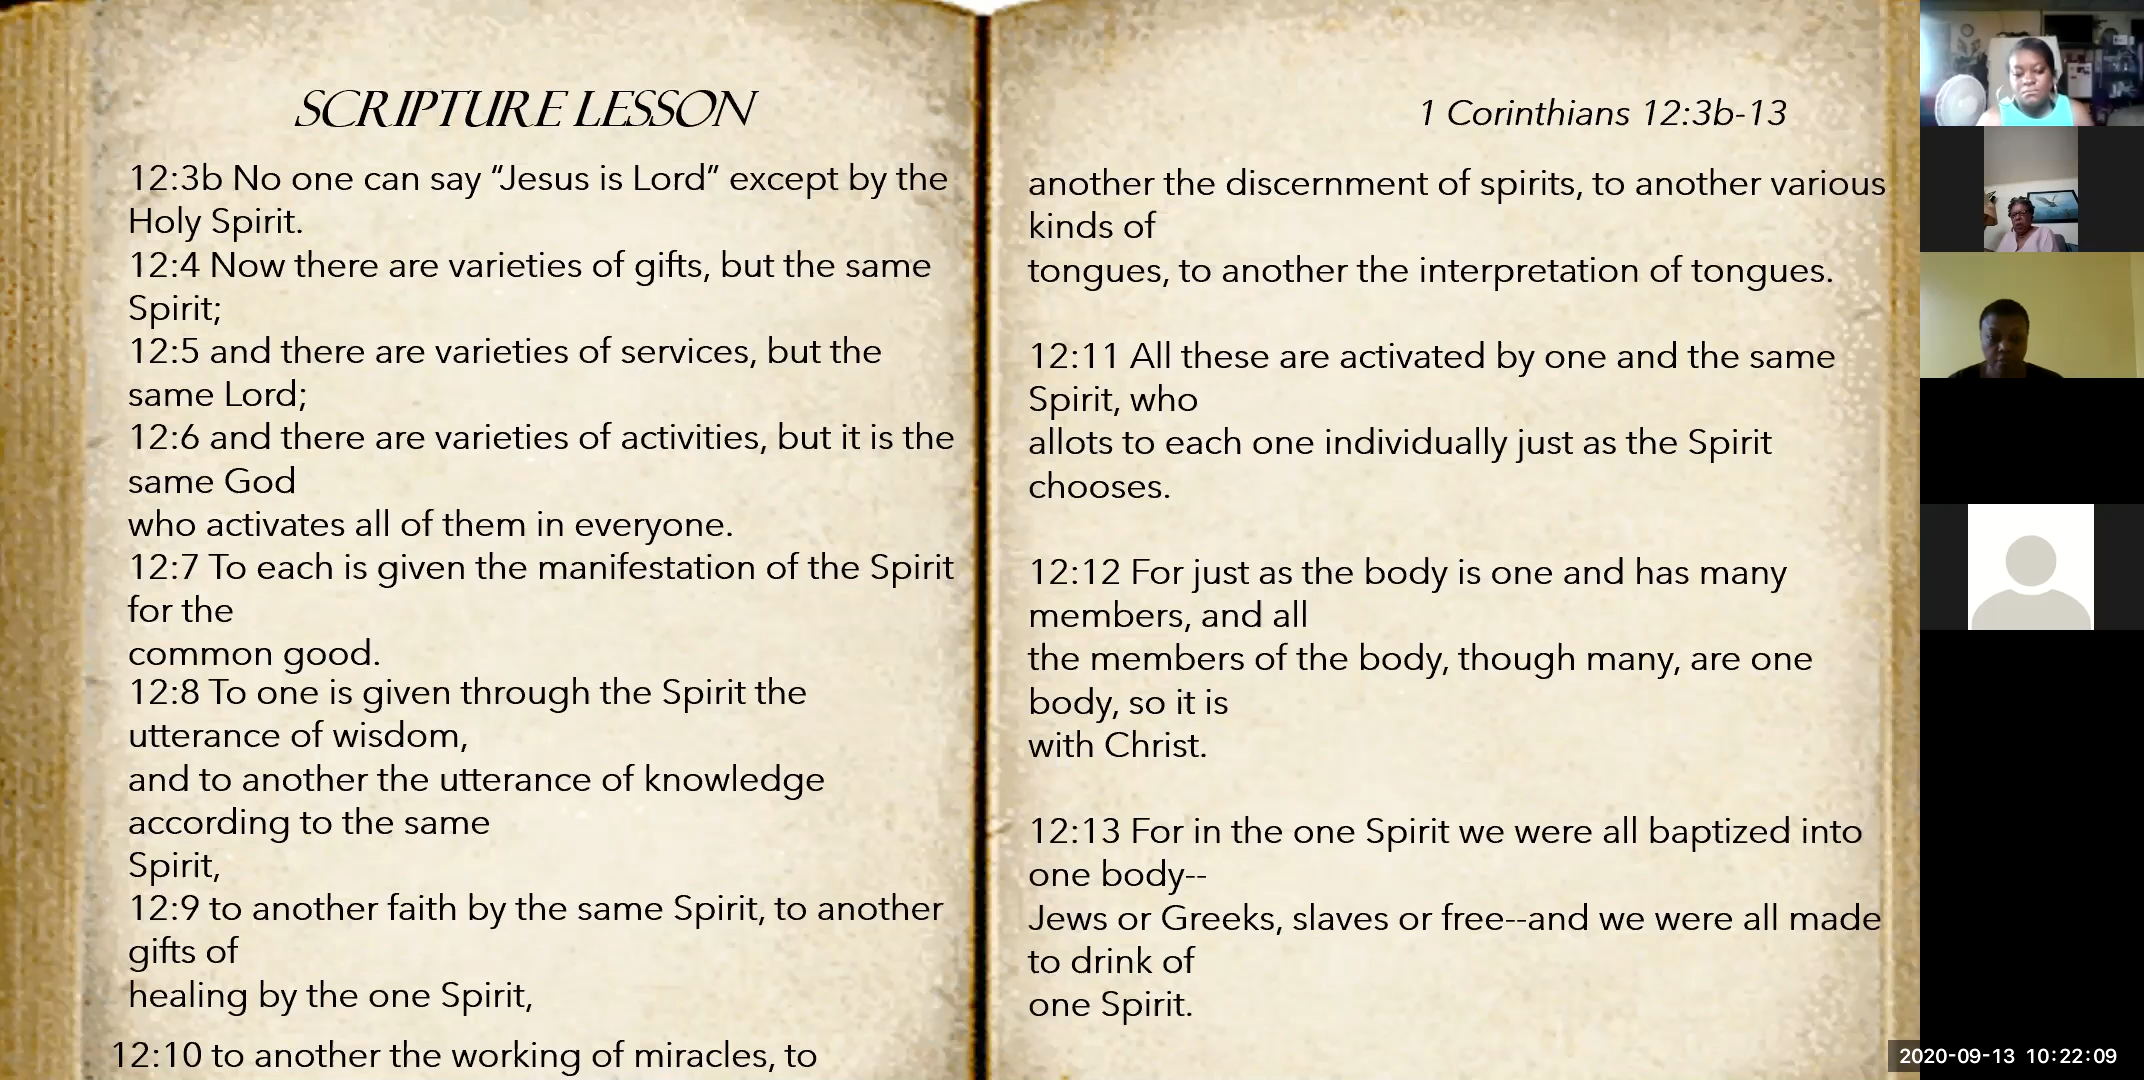 SCRIPTURE LESSON
12:3b No one can say “Jesus is Lord” except by the
Holy Spirit.
12:4 Now there are varieties of gifts, but the same
Spirit;
12:5 and there are varieties of services, but the
same Lord;
12:6 and there are varieties of activities, but it is the
same God
who activates all of them in everyone.
12:7 To each is given the manifestation of the Spirit
for the
common good.
12:8 To one is given through the Spirit the
utterance of wisdom,
and to another the utterance of knowledge
according to the same
Spirit,
12:9 to another faith by the same Spirit, to another
gifts of
healing by the one Spirit,
12:10 to another the working of miracles, to
1 Corinthians 12:3b-13
another the discernment of spirits, to another various
kinds of
tongues, to another the interpretation of tongues.
12:11 All these are activated by one and the same
Spirit, who
allots to each one individually just as the Spirit
chooses.
12:12 For just as the body is one and has many
members, and all
the members of the body, though many, are one
body, so it is
with Christ.
12:13 For in the one Spirit we were all baptized into
one body--
Jews or Greeks, slaves or free--and we were all made
to drink of
one Spirit.
2020-09-13 10:22:09